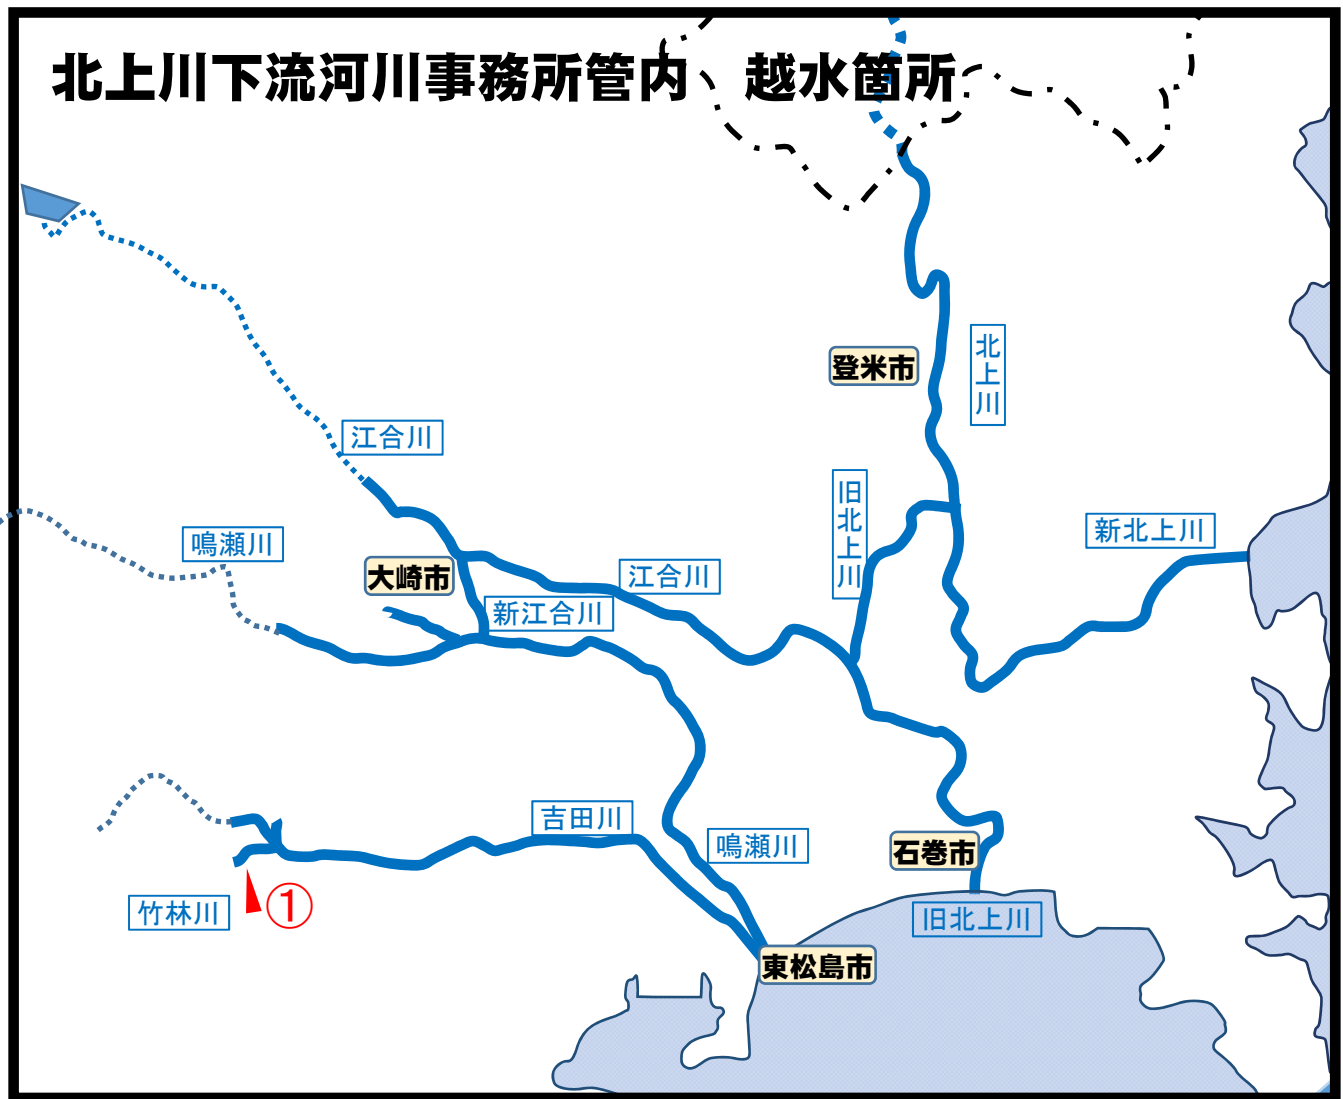 北上川下流河川事務所管内　越水箇所
登米市
北上川
江合川
旧北上川
新北上川
鳴瀬川
大崎市
江合川
新江合川
吉田川
鳴瀬川
石巻市
竹林川
①
旧北上川
東松島市